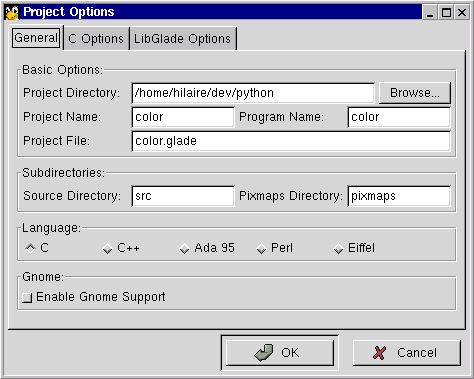 Project Options
General C Options LibGlade Options
Basic Options:
Project Directory: /home/hilaire/dev/python Browse...
Project Name: color Program Name: color
Project File: color.glade
Subdirectories:
Source Directory: src Pixmaps Directory: pixmaps
Language:
C C++ Ada 95 Perl Eiffel
Gnome:
Enable Gnome Support
OK Cancel